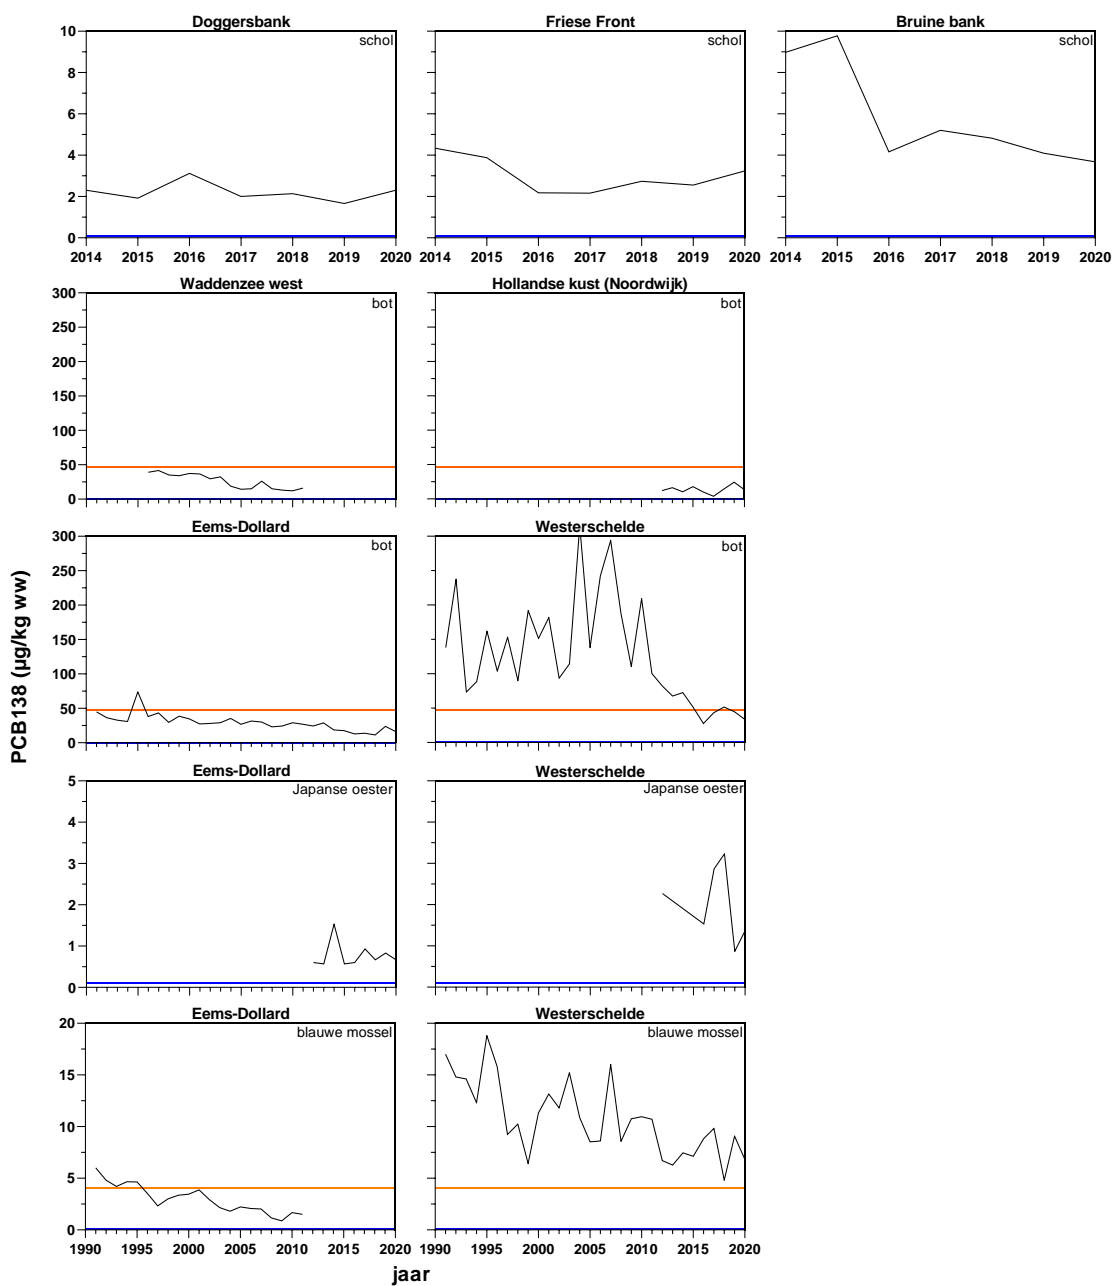 Doggersbank Friese Front Bruine bank
10 schol schol schol
8
6
4
2
0
2014 2015 2016 2017 2018 2019 2020 2014 2015 2016 2017 2018 2019 2020 2014 2015 2016 2017 2018 2019 2020
Waddenzee west Hollandse kust (Noordwijk)
300 bot bot
250
200
150
100
50
0
Eems-Dollard Westerschelde
300 bot bot
250
200
150
100
50
0
PCB138 (µg/kg ww)
Eems-Dollard Westerschelde
5 Japanse oester Japanse oester
4
3
2
1
0
Eems-Dollard Westerschelde
20 blauwe mossel blauwe mossel
15
10
5
0
1990 1995 2000 2005 2010 2015 2020 1990 1995 2000 2005 2010 2015 2020
jaar